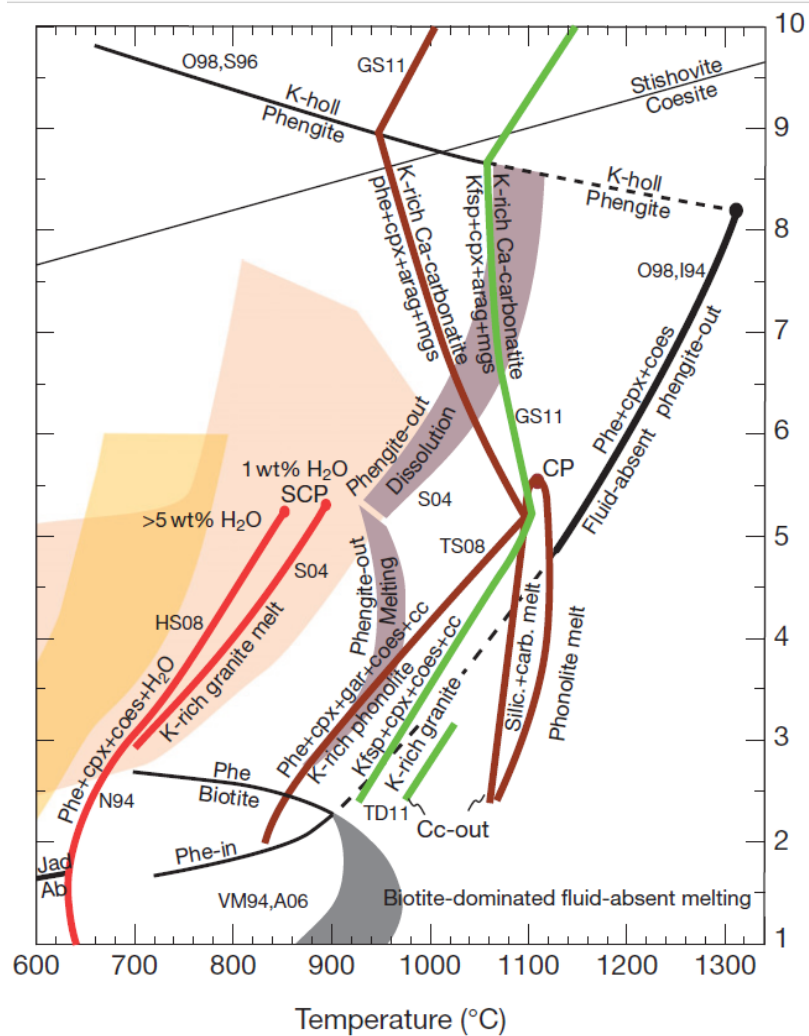 10
O98,S96
GS11
K-holl
Phengite
Stishovite
Coesite
9
K-holl
Phengite
8
K-rich Ca-carbonatite
phe+cpx+arag+mgs
K-rich Ca-carbonatite
Kfsp+cpx+arag+mgs
O98,I94
7
Phe+cpx+coes
Fluid-absent phengite-out
GS11
6
Phengite-out
Dissolution
1 wt% H₂O
SCP
CP
>5 wt% H₂O
S04
TS08
5
Phengite-out
Melting
S04
HS08
4
Phe+cpx+coes+H₂O
K-rich granite melt
Phe+cpx+gar+coes+cc
K-rich phonolite
Kfsp+cpx+coes+cc
K-rich granite
Silic.+carb. melt
Phonolite melt
3
Phe
Biotite
N94
TD11
Cc-out
2
Phe-in
Jad
Ab
VM94,A06
Biotite-dominated fluid-absent melting
1
600 700 800 900 1000 1100 1200 1300
Temperature (°C)